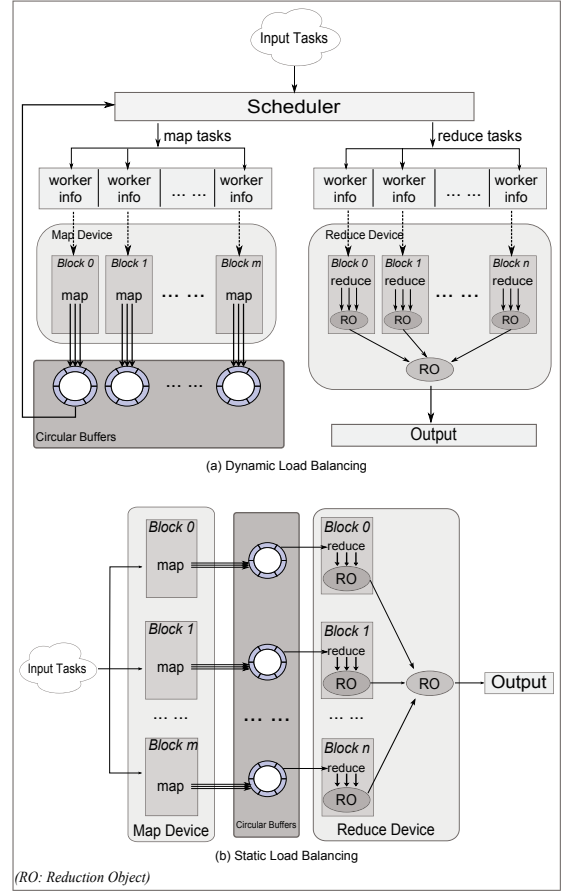 Input Tasks
Scheduler
map tasks
reduce tasks
worker info
worker info
... ...
worker info
worker info
worker info
... ...
worker info
Map Device
Block 0
Block 1
Block m
map
map
... ...
map
Reduce Device
Block 0
Block 1
Block n
reduce
reduce
... ...
reduce
RO
RO
RO
RO
... ...
Circular Buffers
Output
(a) Dynamic Load Balancing
Block 0
map
Block 0
reduce
RO
Input Tasks
Block 1
map
Block 1
reduce
RO
RO
Output
... ...
... ...
... ...
Block m
map
Block n
reduce
RO
Map Device
Circular Buffers
Reduce Device
(b) Static Load Balancing
(RO: Reduction Object)